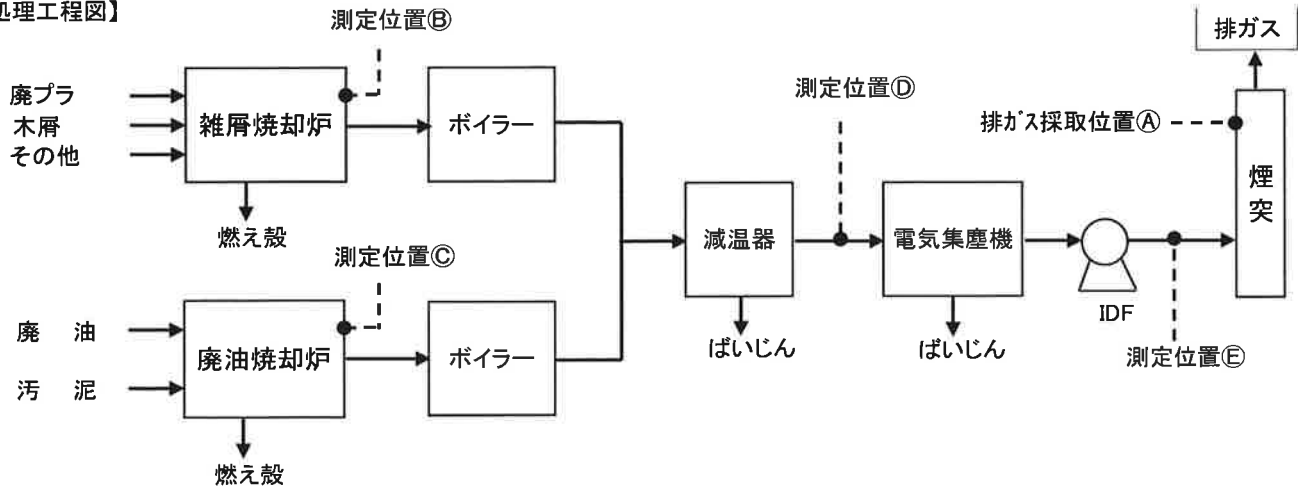 処理工程図】
測定位置Ⓑ
廃プラ
木屑
その他
雑屑焼却炉
ボイラー
燃え殻
測定位置Ⓒ
廃 油
汚 泥
廃油焼却炉
ボイラー
燃え殻
減温器
ばいじん
測定位置Ⓓ
電気集塵機
ばいじん
IDF
測定位置Ⓔ
排ガス採取位置Ⓐ
煙突
排ガス